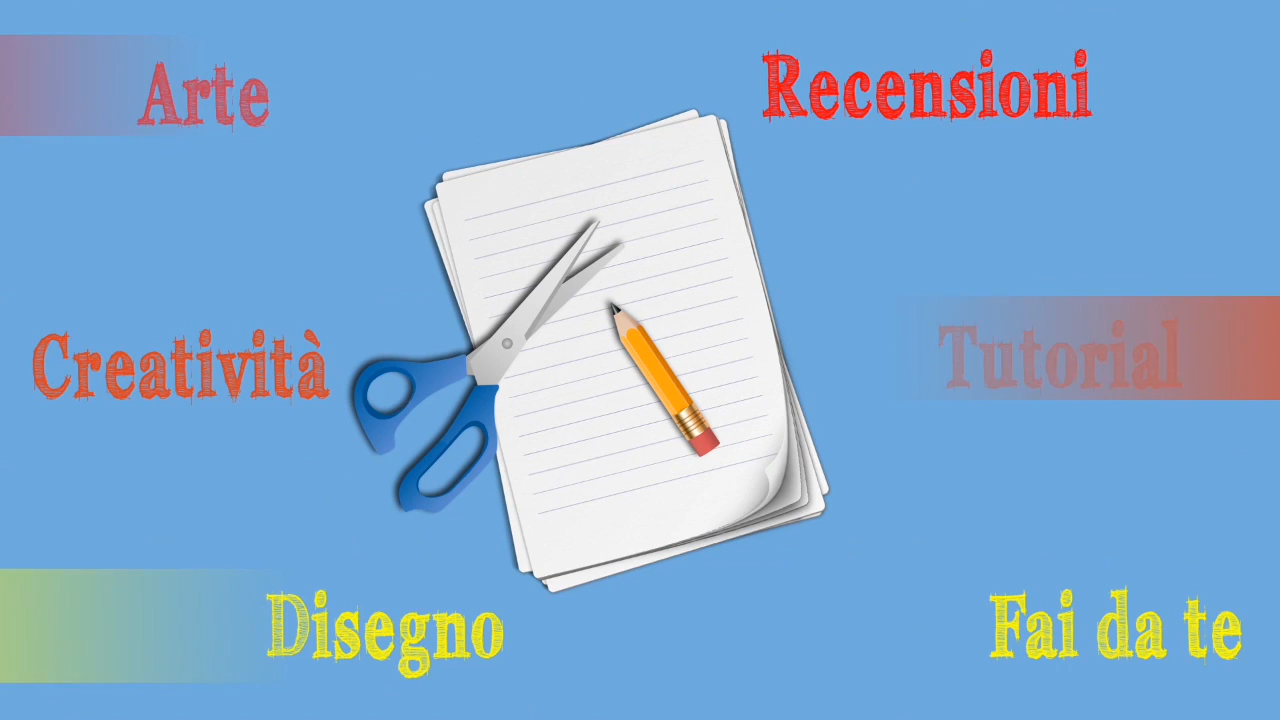 Arte
Recensioni
Creatività
Tutorial
Disegno
Fai da te